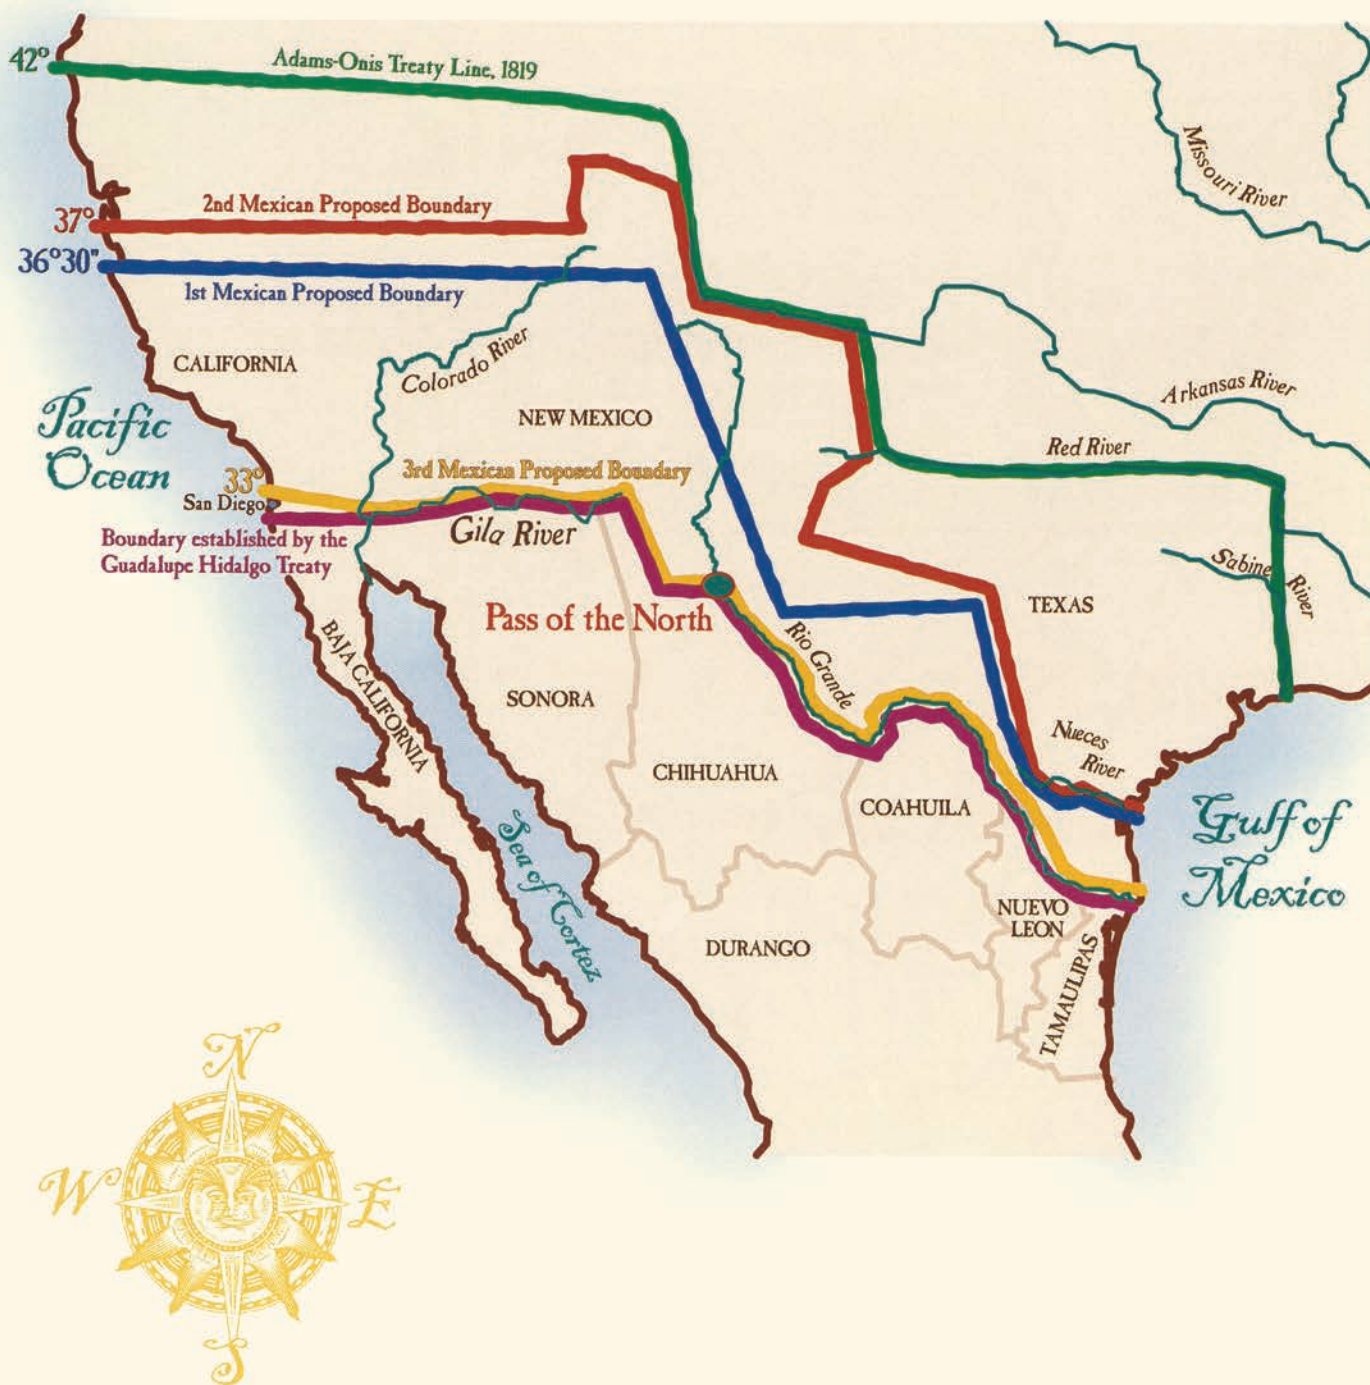 42°
Adams-Onis Treaty Line, 1819
Missouri River
2nd Mexican Proposed Boundary
37°
36°30"
1st Mexican Proposed Boundary
Colorado River
CALIFORNIA
Arkansas River
Pacific
Ocean
NEW MEXICO
Red River
3rd Mexican Proposed Boundary
33°
San Diego
Gila River
Boundary established by the
Guadalupe Hidalgo Treaty
Sabine River
Pass of the North
TEXAS
BAJA CALIFORNIA
Rio Grande
SONORA
Nueces
River
CHIHUAHUA
COAHUILA
Gulf of
Mexico
Sea of Cortez
NUEVO
LEON
DURANGO
TAMAULIPAS
N
W
E
S